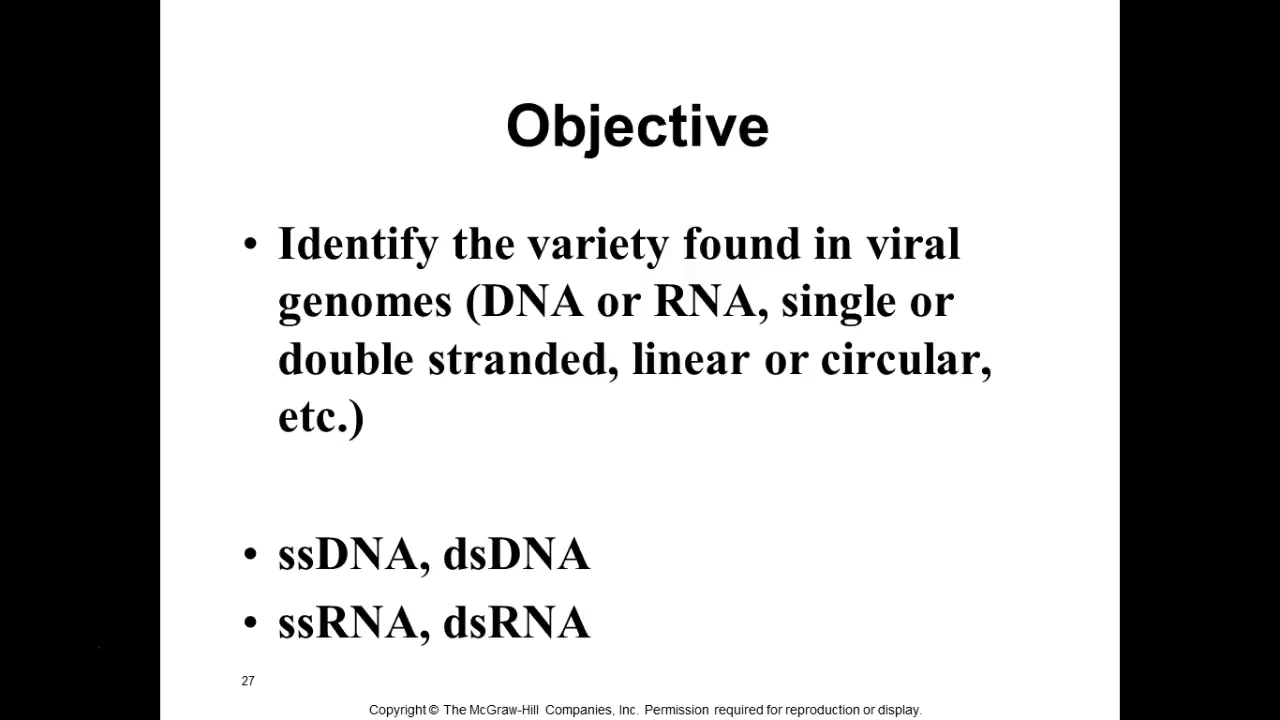 Objective
• Identify the variety found in viral
genomes (DNA or RNA, single or
double stranded, linear or circular,
etc.)
• ssDNA, dsDNA
• ssRNA, dsRNA
27
Copyright © The McGraw-Hill Companies, Inc. Permission required for reproduction or display.